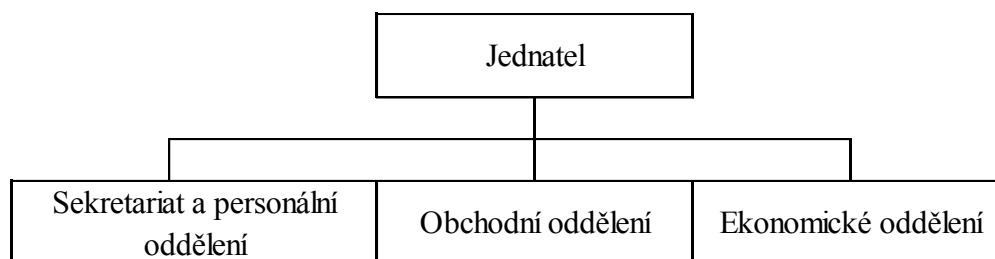 Jednatel
Sekretariat a personální
oddělení
Obchodní oddělení
Ekonomické oddělení